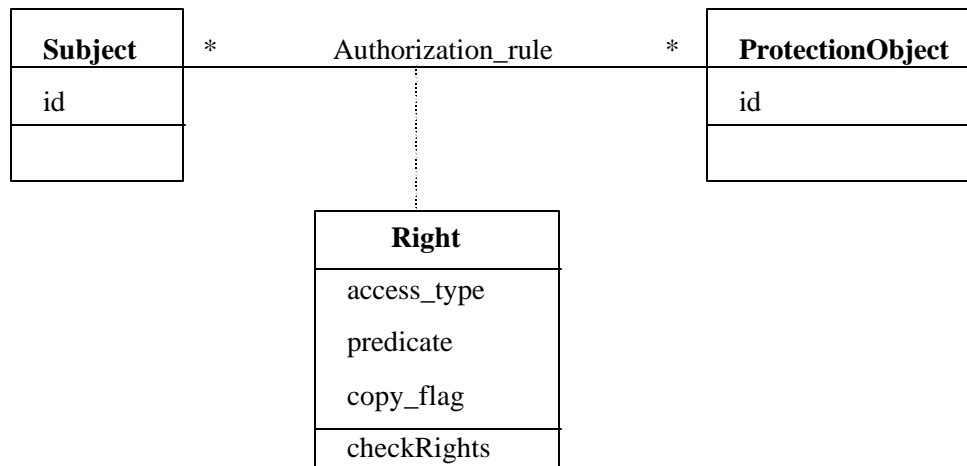 Subject * Authorization_rule * ProtectionObject
id id
Right
access_type
predicate
copy_flag
checkRights